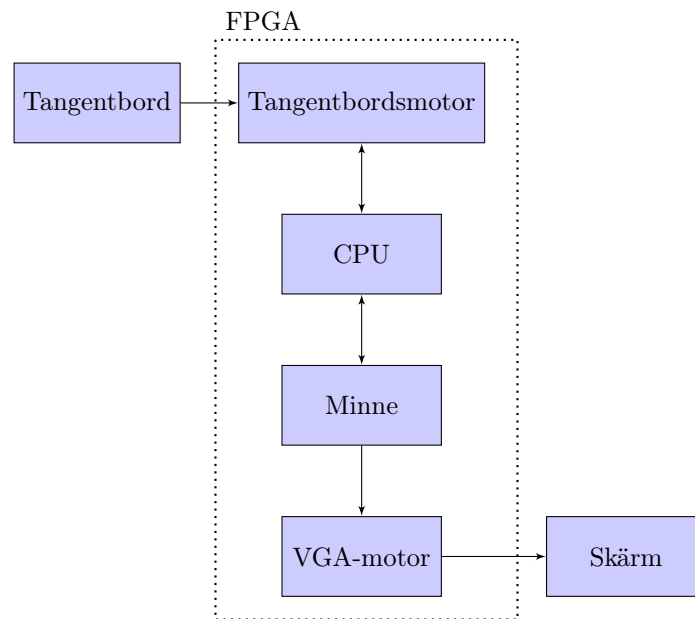 FPGA
Tangentbord
Tangentbordsmotor
CPU
Minne
VGA-motor
Skärm